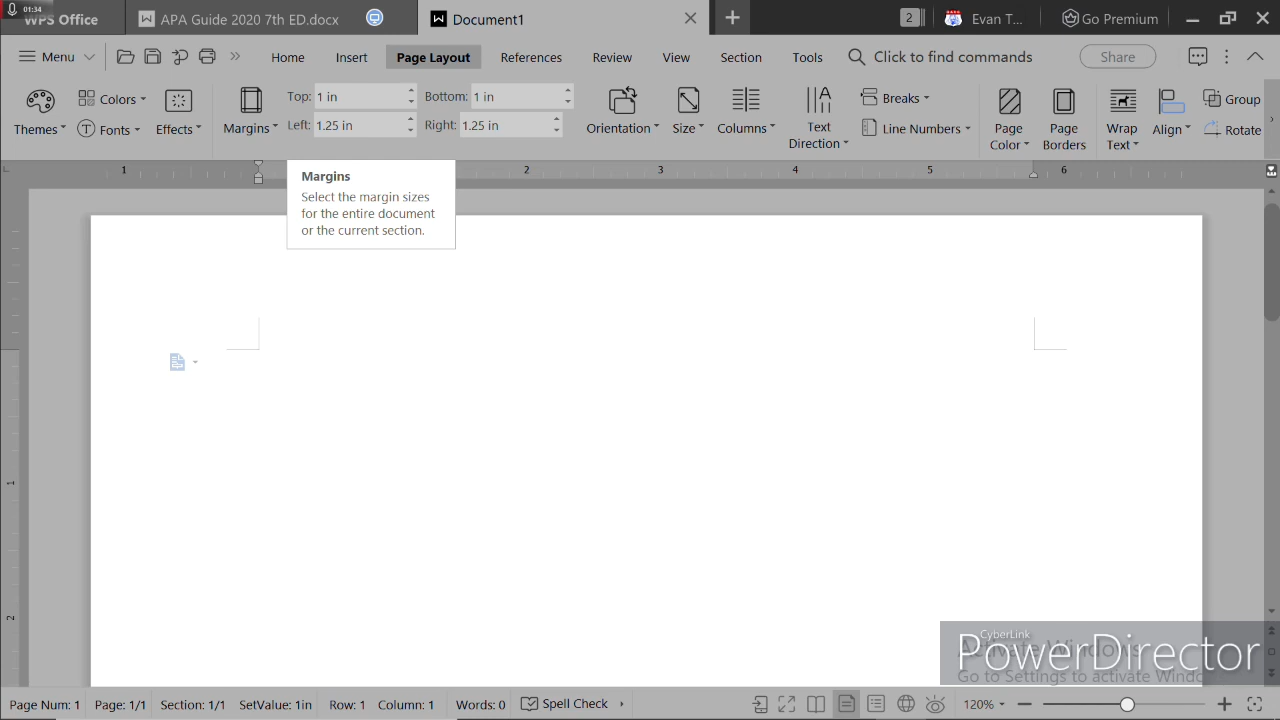 01:34
WPS Office
APA Guide 2020 7th ED.docx
Document1
2
Evan T...
Go Premium
Menu
Home
Insert
Page Layout
References
Review
View
Section
Tools
Click to find commands
Share
Themes
Colors
Fonts
Effects
Margins
Top: 1 in
Bottom: 1 in
Left: 1.25 in
Right: 1.25 in
Orientation
Size
Columns
Text
Direction
Breaks
Line Numbers
Page
Color
Page
Borders
Wrap
Text
Align
Group
Rotate
1 2 3 4 5 6
Margins
Select the margin sizes
for the entire document
or the current section.
1
2
CyberLink
PowerDirector
Activate Windows
Go to Settings to activate Windo
Page Num: 1 Page: 1/1 Section: 1/1 SetValue: 1in Row: 1 Column: 1 Words: 0 Spell Check 120%